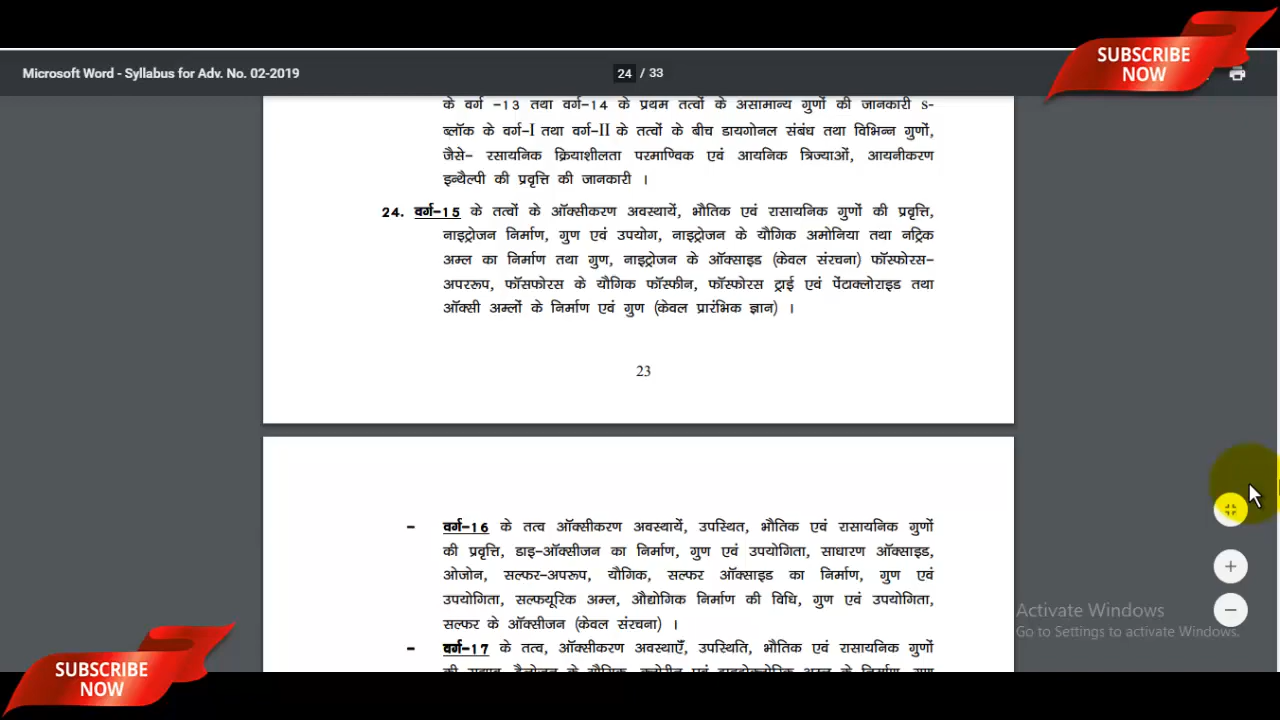 SUBSCRIBE
NOW
Microsoft Word - Syllabus for Adv. No. 02-2019
24 / 33
के वर्ग -13 तथा वर्ग-14 के प्रथम तत्वों के असामान्य गुणों की जानकारी s-
ब्लॉक के वर्ग-I तथा वर्ग-II के तत्वों के बीच डायगोनल संबंध तथा विभिन्न गुणों,
जैसे- रसायनिक क्रियाशीलता परमाण्विक एवं आयनिक त्रिज्याओं, आयनीकरण
इन्थैल्पी की प्रवृत्ति की जानकारी ।
24. वर्ग-15 के तत्वों के ऑक्सीकरण अवस्थायें, भौतिक एवं रासायनिक गुणों की प्रवृत्ति,
नाइट्रोजन निर्माण, गुण एवं उपयोग, नाइट्रोजन के यौगिक अमोनिया तथा नट्रिक
अम्ल का निर्माण तथा गुण, नाइट्रोजन के ऑक्साइड (केवल संरचना) फॉस्फोरस-
अपररूप, फॉसफोरस के यौगिक फॉस्फीन, फॉस्फोरस ट्राई एवं पेंटाक्लोराइड तथा
ऑक्सी अम्लों के निर्माण एवं गुण (केवल प्रारंभिक ज्ञान) ।
23
- वर्ग-16 के तत्व ऑक्सीकरण अवस्थायें, उपस्थित, भौतिक एवं रासायनिक गुणों
की प्रवृत्ति, डाइ-ऑक्सीजन का निर्माण, गुण एवं उपयोगिता, साधारण ऑक्साइड,
ओजोन, सल्फर-अपरूप, यौगिक, सल्फर ऑक्साइड का निर्माण, गुण एवं
उपयोगिता, सल्फयूरिक अम्ल, औद्योगिक निर्माण की विधि, गुण एवं उपयोगिता,
सल्फर के ऑक्सीजन (केवल संरचना) ।
- वर्ग-17 के तत्व, ऑक्सीकरण अवस्थाएँ, उपस्थिति, भौतिक एवं रासायनिक गुणों
Activate Windows
Go to Settings to activate Windows.
SUBSCRIBE
NOW